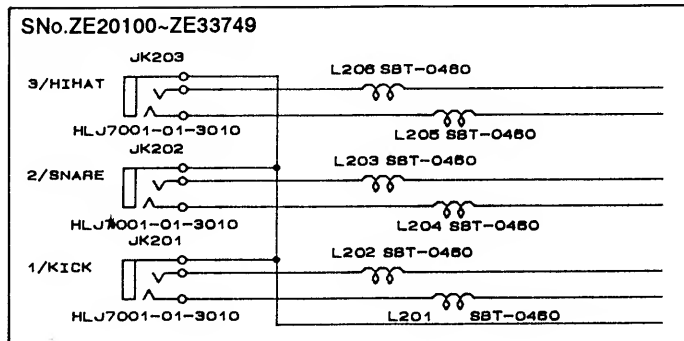 SNo.ZE20100~ZE33749
JK203
L206 SBT-0460
3/HIHAT
HLJ7001-01-3010
L205 SBT-0460
JK202
L203 SBT-0460
2/SNARE
HLJ7001-01-3010
L204 SBT-0460
JK201
L202 SBT-0460
1/KICK
HLJ7001-01-3010
L201 SBT-0460